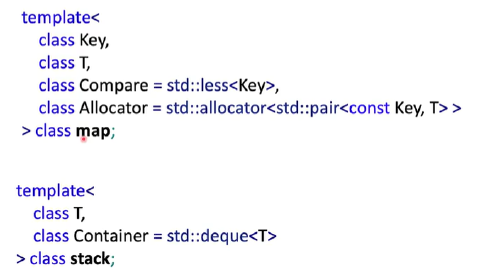 template<
class Key,
class T,
class Compare = std::less<Key>,
class Allocator = std::allocator<std::pair<const Key, T> >
> class map;
template<
class T,
class Container = std::deque<T>
> class stack;